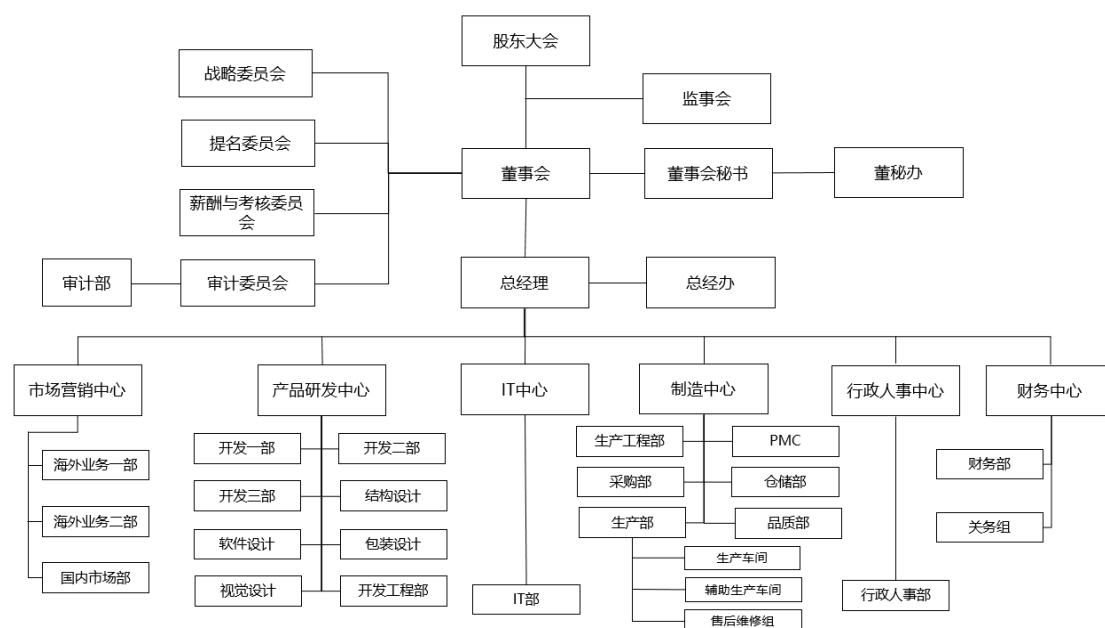 股东大会
战略委员会
监事会
提名委员会
董事会
董事会秘书
董秘办
薪酬与考核委员
会
审计部
审计委员会
总经理
总经办
市场营销中心
产品研发中心
IT中心
制造中心
行政人事中心
财务中心
海外业务一部
海外业务二部
国内市场部
开发一部
开发二部
开发三部
结构设计
软件设计
包装设计
视觉设计
开发工程部
IT部
生产工程部
PMC
采购部
仓储部
生产部
品质部
生产车间
辅助生产车间
售后维修组
行政人事部
财务部
关务组